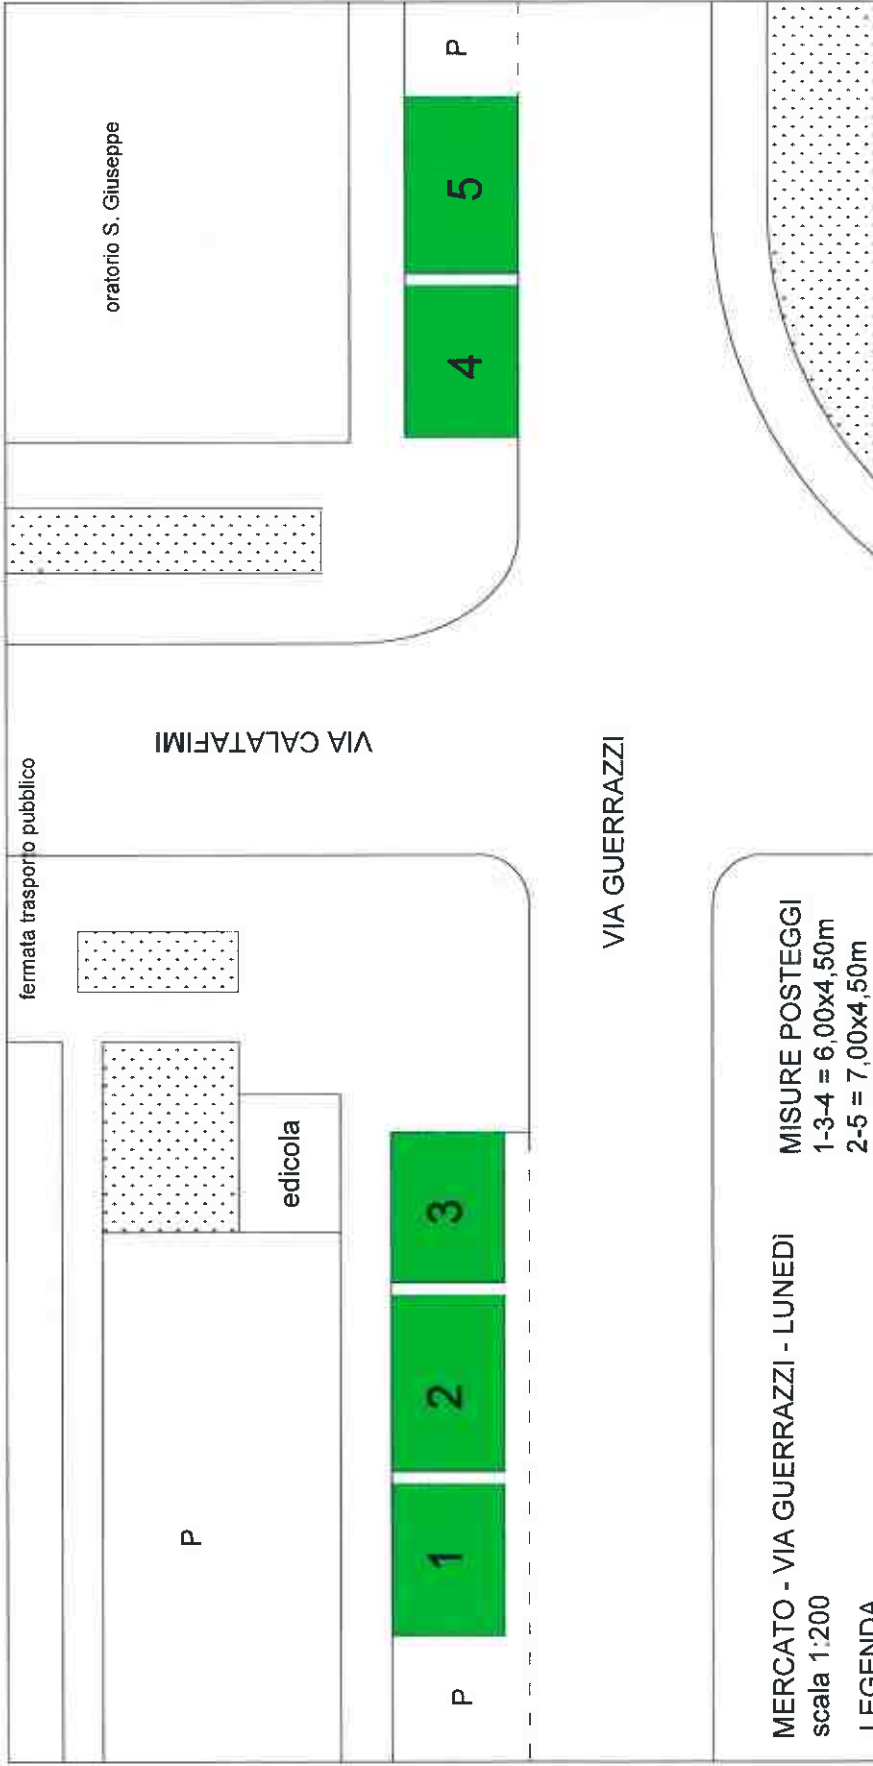 fermata trasporto pubblico
oratorio S. Giuseppe
P
edicola
VIA CALATAFIMI
P
1
2
3
4
5
P
VIA GUERRAZZI
MERCATO - VIA GUERRAZZI - LUNEDì
scala 1:200
LEGENDA
MISURE POSTEGGI
1-3-4 = 6,00x4,50m
2-5 = 7,00x4,50m